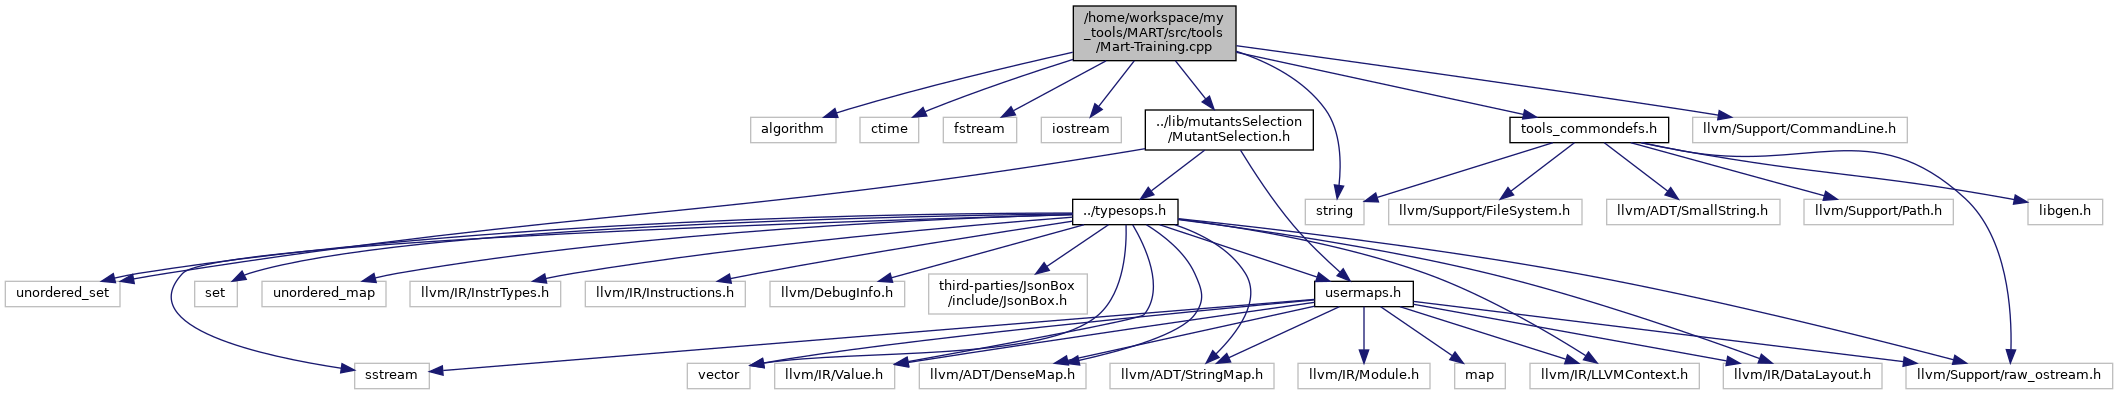 /home/workspace/my
_tools/MART/src/tools
/Mart-Training.cpp
algorithm
ctime
fstream
iostream
../lib/mutantsSelection
/MutantSelection.h
tools_commondefs.h
llvm/Support/CommandLine.h
../typesops.h
string
llvm/Support/FileSystem.h
llvm/ADT/SmallString.h
llvm/Support/Path.h
libgen.h
unordered_set
set
unordered_map
llvm/IR/InstrTypes.h
llvm/IR/Instructions.h
llvm/DebugInfo.h
third-parties/JsonBox
/include/JsonBox.h
usermaps.h
sstream
vector
llvm/IR/Value.h
llvm/ADT/DenseMap.h
llvm/ADT/StringMap.h
llvm/IR/Module.h
map
llvm/IR/LLVMContext.h
llvm/IR/DataLayout.h
llvm/Support/raw_ostream.h